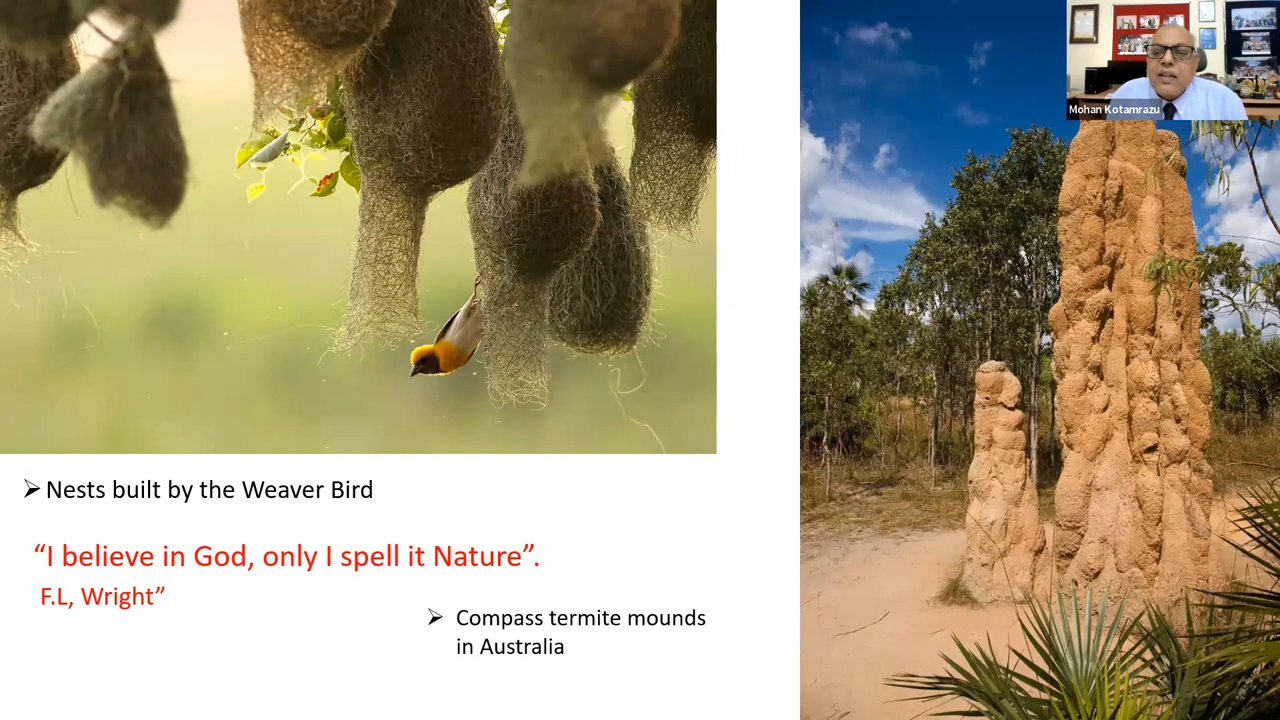 Mohan Kotamrazu
➢ Nests built by the Weaver Bird
“I believe in God, only I spell it Nature”.
F.L, Wright”
➢ Compass termite mounds
in Australia